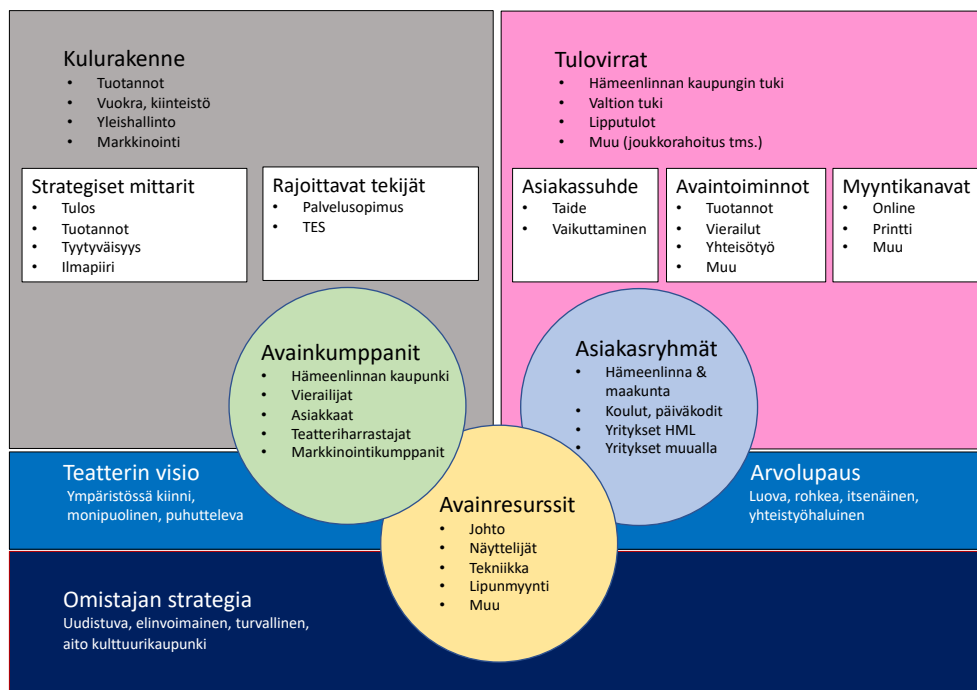 Kulurakenne
• Tuotannot
• Vuokra, kiinteistö
• Yleishallinto
• Markkinointi
Tulovirrat
• Hämeenlinnan kaupungin tuki
• Valtion tuki
• Lipputulot
• Muu (joukkorahoitus tms.)
Strategiset mittarit
• Tulos
• Tuotannot
• Tyytyväisyys
• Ilmapiiri
Rajoittavat tekijät
• Palvelusopimus
• TES
Asiakassuhde
• Taide
• Vaikuttaminen
Avaintoiminnot
• Tuotannot
• Vierailut
• Yhteisötyö
• Muu
Myyntikanavat
• Online
• Printti
• Muu
Avainkumppanit
• Hämeenlinnan kaupunki
• Vierailijat
• Asiakkaat
• Teatteriharrastajat
• Markkinointikumppanit
Asiakasryhmät
• Hämeenlinna &
maakunta
• Koulut, päiväkodit
• Yritykset HML
• Yritykset muualla
Teatterin visio
Ympäristössä kiinni,
monipuolinen, puhutteleva
Avainresurssit
• Johto
• Näyttelijät
• Tekniikka
• Lipunmyynti
• Muu
Arvolupaus
Luova, rohkea, itsenäinen,
yhteistyöhaluinen
Omistajan strategia
Uudistuva, elinvoimainen, turvallinen,
aito kulttuurikaupunki